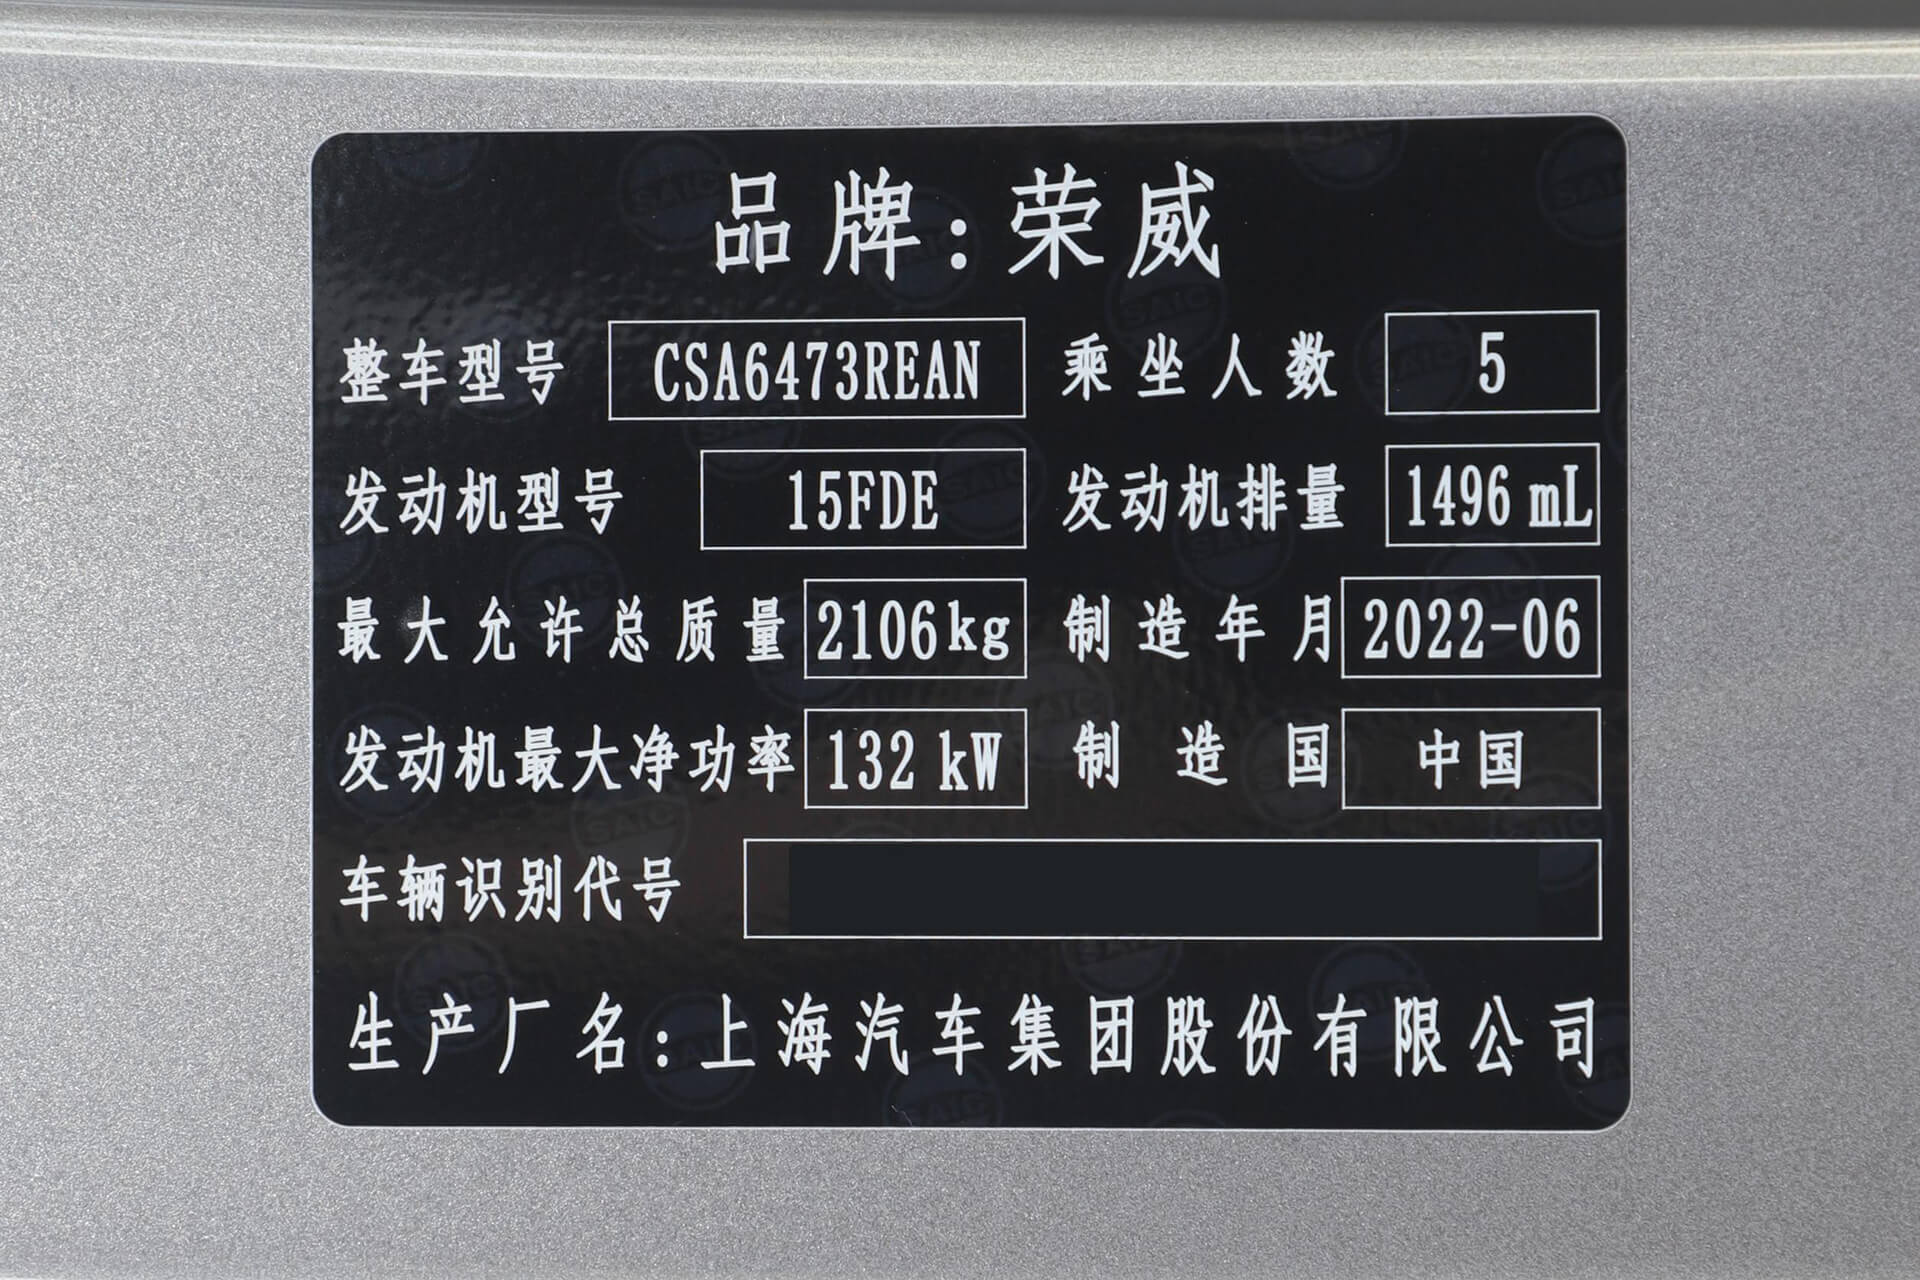 品牌:荣威
整车型号 CSA6473REAN 乘坐人数 5
发动机型号 15FDE 发动机排量 1496 mL
最大允许总质量 2106kg 制造年月 2022-06
发动机最大净功率 132 kW 制造国 中国
车辆识别代号
生产厂名:上海汽车集团股份有限公司